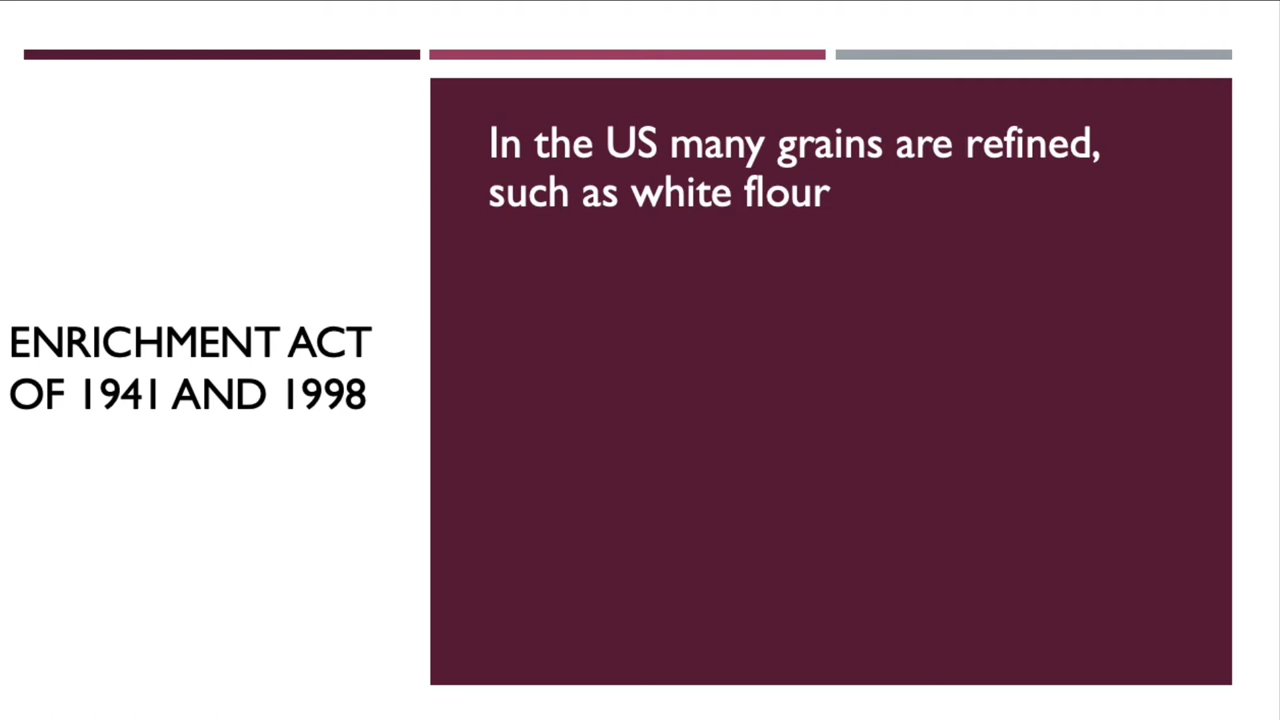 ENRICHMENT ACT
OF 1941 AND 1998
In the US many grains are refined,
such as white flour